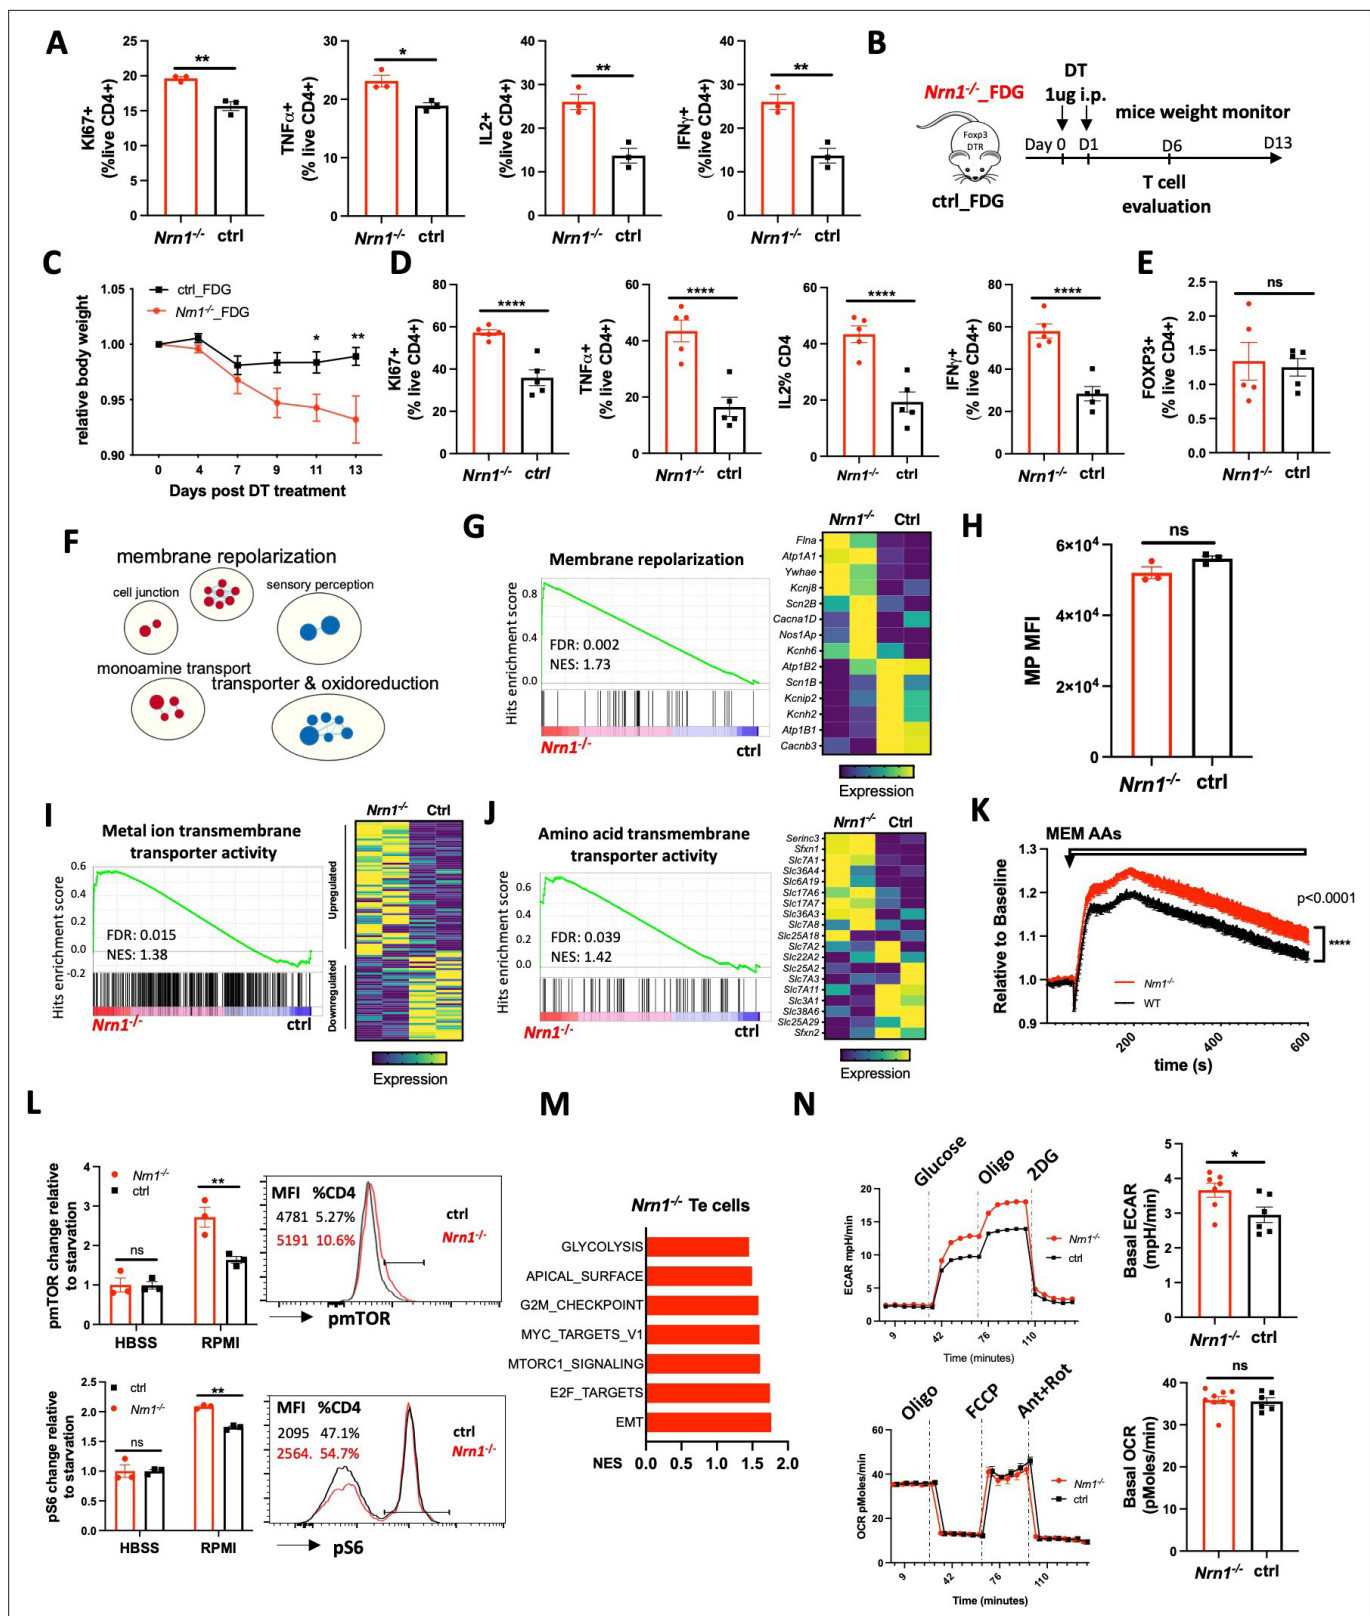 A
KI67+
(%live CD4+)
25
20
15
10
5
0
**
Nrn1-/- ctrl
TNFα+
(% live CD4+)
30
20
10
0
*
Nrn1-/- ctrl
IL2+
(%live CD4+)
40
30
20
10
0
**
Nrn1-/- ctrl
IFNγ+
(%live CD4+)
40
30
20
10
0
**
Nrn1-/- ctrl
B
Nrn1-/-_FDG
Foxp3
DTR
ctrl_FDG
DT
1ug i.p.
mice weight monitor
Day 0 D1 D6 D13
T cell
evaluation
C
relative body weight
1.05
1.00
0.95
0.90
ctrl_FDG
Nrn1-/-_FDG
* **
0 4 7 9 11 13
Days post DT treatment
D
KI67+
(% live CD4+)
80
60
40
20
0
****
Nrn1-/- ctrl
TNFα+
(% live CD4+)
60
40
20
0
****
Nrn1-/- ctrl
IL2% CD4
60
40
20
0
****
Nrn1-/- ctrl
IFNγ+
(% live CD4+)
80
60
40
20
0
****
Nrn1-/- ctrl
E
FOXP3+
(% live CD4+)
2.5
2.0
1.5
1.0
0.5
0.0
ns
Nrn1-/- ctrl
F
membrane repolarization
cell junction
sensory perception
monoamine transport
transporter & oxidoreduction
G
Membrane repolarization
Hits enrichment score
0.8
0.4
0.0
FDR: 0.002
NES: 1.73
Nrn1-/- ctrl
Nrn1-/- Ctrl
Flna
Atp1A1
Ywhae
Kcnj8
Scn2B
Cacna1D
Nos1Ap
Kcnh6
Atp1B2
Scn1B
Kcnip2
Kcnh2
Atp1B1
Cacnb3
Expression
H
MP MFI
6×10⁴
4×10⁴
2×10⁴
0
ns
Nrn1-/- ctrl
I
Metal ion transmembrane
transporter activity
Hits enrichment score
0.6
0.4
0.2
0.0
-0.2
FDR: 0.015
NES: 1.38
Nrn1-/- ctrl
Nrn1-/- Ctrl
Upregulated
Downregulated
Expression
J
Amino acid transmembrane
transporter activity
Hits enrichment score
0.6
0.4
0.2
0.0
FDR: 0.039
NES: 1.42
Nrn1-/- ctrl
Nrn1-/- Ctrl
Serinc3
Sfxn1
Slc7A1
Slc36A4
Slc6A19
Slc17A6
Slc17A7
Slc36A3
Slc7A8
Slc25A18
Slc7A2
Slc22A2
Slc25A2
Slc7A3
Slc7A11
Slc3A1
Slc38A6
Slc25A29
Sfxn2
Expression
K
MEM AAs
Relative to Baseline
1.3
1.2
1.1
1.0
0.9
p<0.0001
****
Nrn1-/-
WT
200 400 600
time (s)
L
pmTOR change relative
to starvation
4
3
2
1
0
Nrn1-/-
ctrl
ns
**
HBSS RPMI
MFI %CD4
4781 5.27%
5191 10.6%
ctrl
Nrn1-/-
pmTOR
pS6 change relative
to starvation
2.5
2.0
1.5
1.0
0.5
0.0
ctrl
Nrn1-/-
ns
**
HBSS RPMI
MFI %CD4
2095 47.1%
2564. 54.7%
ctrl
Nrn1-/-
pS6
M
Nrn1-/- Te cells
GLYCOLYSIS
APICAL_SURFACE
G2M_CHECKPOINT
MYC_TARGETS_V1
MTORC1_SIGNALING
E2F_TARGETS
EMT
NES 0.0 0.5 1.0 1.5 2.0
N
Glucose Oligo 2DG
ECAR mpH/min
20
15
10
5
0
Nrn1-/-
ctrl
9 42 76 110
Time (minutes)
Basal ECAR
(mpH/min)
5
4
3
2
1
0
*
Nrn1-/- ctrl
Oligo FCCP Ant+Rot
OCR pMoles/min
60
40
20
0
Nrn1-/-
ctrl
9 42 76 110
Time (minutes)
Basal OCR
(pMoles/min)
40
30
20
10
0
ns
Nrn1-/- ctrl